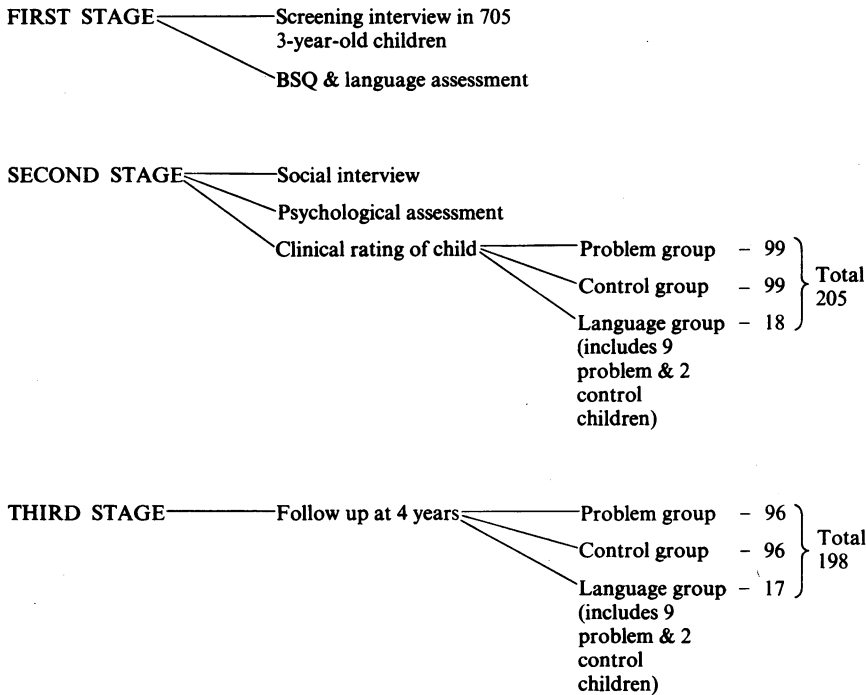 FIRST STAGE
Screening interview in 705
3-year-old children
BSQ & language assessment
SECOND STAGE
Social interview
Psychological assessment
Clinical rating of child
Problem group – 99
Control group – 99
Language group – 18
(includes 9
problem & 2
control
children)
Total
205
THIRD STAGE
Follow up at 4 years
Problem group – 96
Control group – 96
Language group – 17
(includes 9
problem & 2
control
children)
Total
198